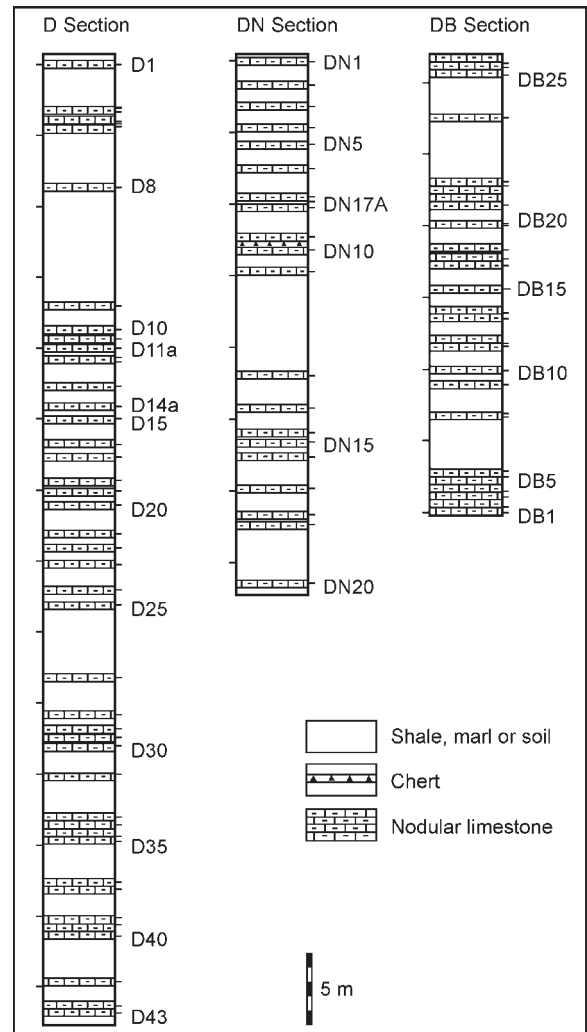 D Section
D1
D8
D10
D11a
D14a
D15
D20
D25
D30
D35
D40
D43
DN Section
DN1
DN5
DN17A
DN10
DN15
DN20
DB Section
DB25
DB20
DB15
DB10
DB5
DB1
Shale, marl or soil
Chert
Nodular limestone
5 m